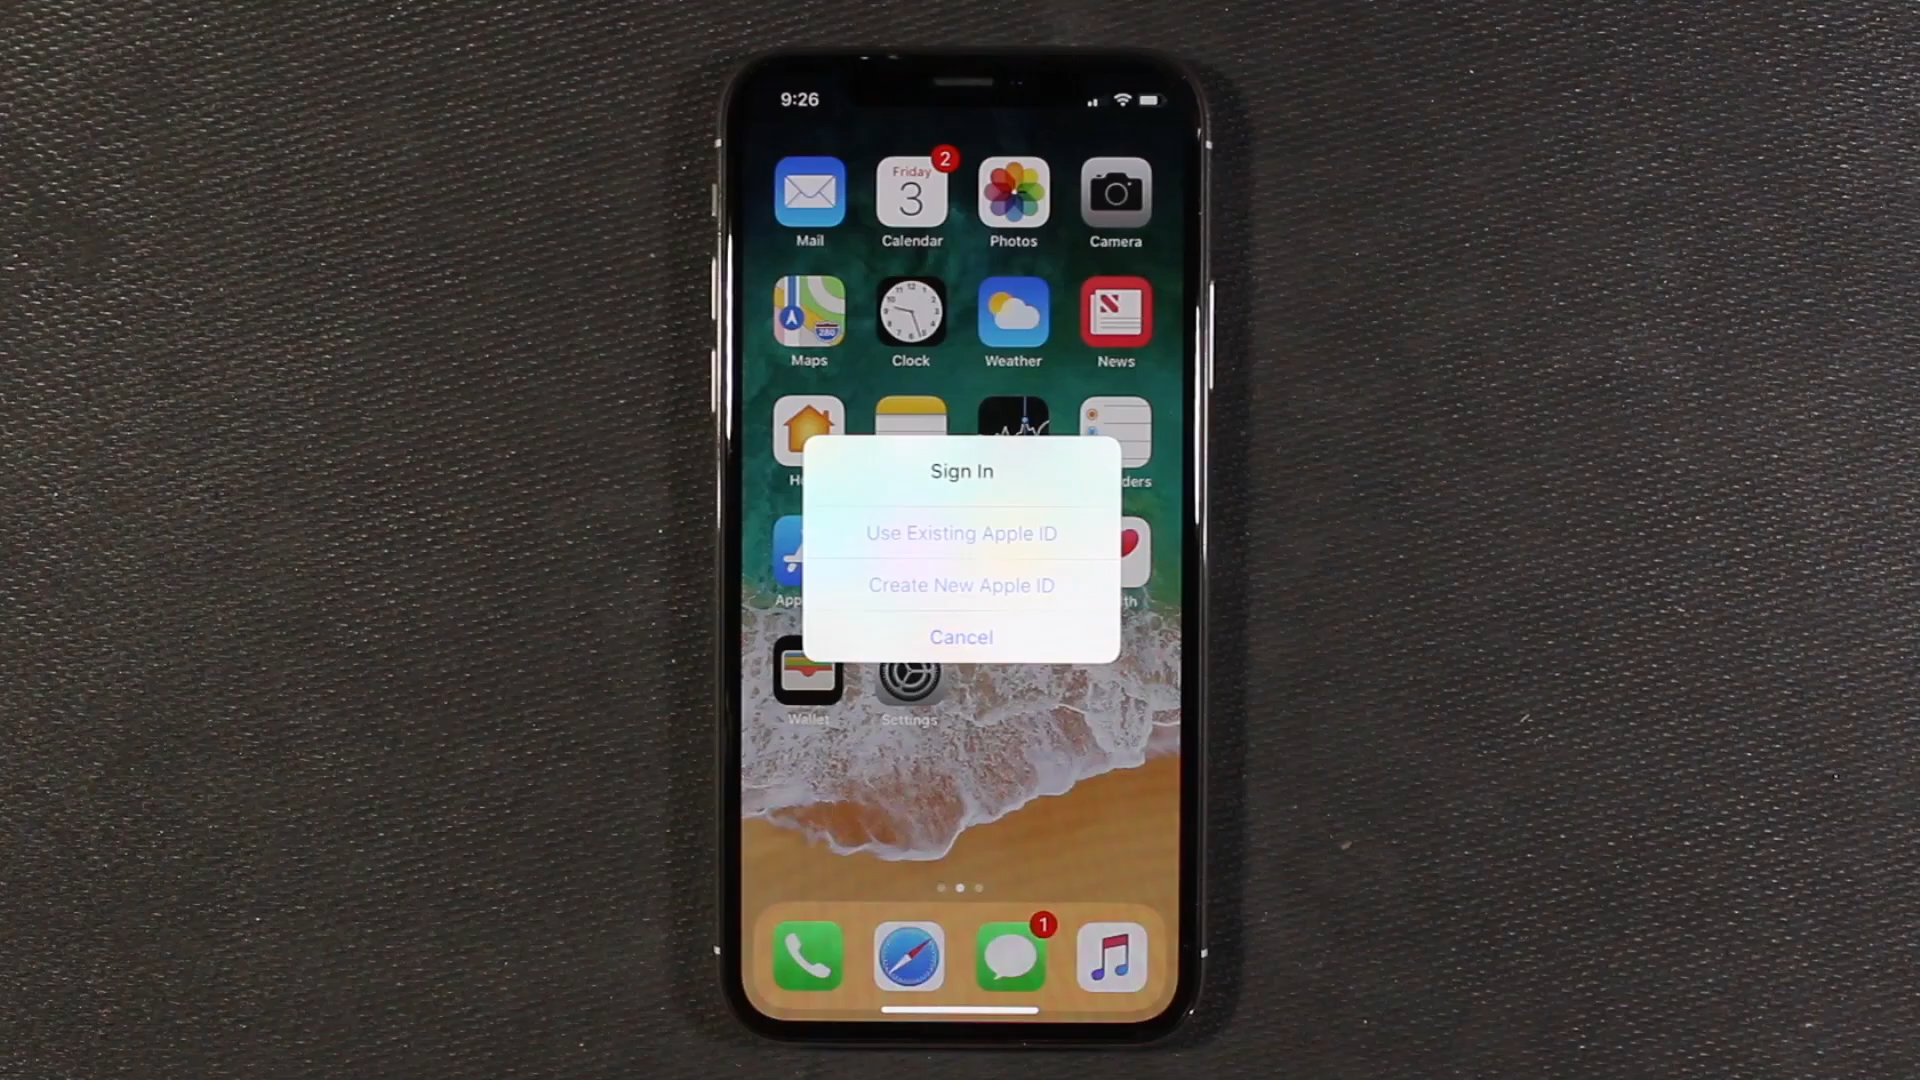 9:26
2
Friday
3
Mail
Calendar
Photos
Camera
280
Maps
Clock
Weather
News
Sign In
Use Existing Apple ID
Create New Apple ID
Cancel
Wallet
Settings
1